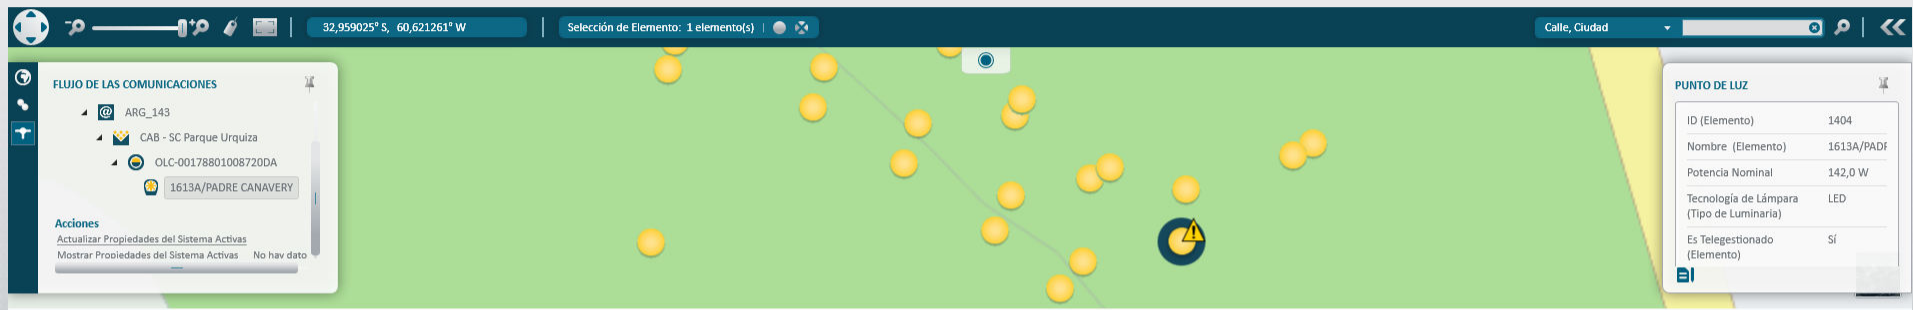 32,959025° S, 60,621261° W
Selección de Elemento: 1 elemento(s)
Calle, Ciudad
FLUJO DE LAS COMUNICACIONES
ARG_143
CAB - SC Parque Urquiza
OLC-00178801008720DA
1613A/PADRE CANAVERY
Acciones
Actualizar Propiedades del Sistema Activas
Mostrar Propiedades del Sistema Activas No hay dato
PUNTO DE LUZ
ID (Elemento) 1404
Nombre (Elemento) 1613A/PADR
Potencia Nominal 142,0 W
Tecnología de Lámpara LED
(Tipo de Luminaria)
Es Telegestionado Sí
(Elemento)